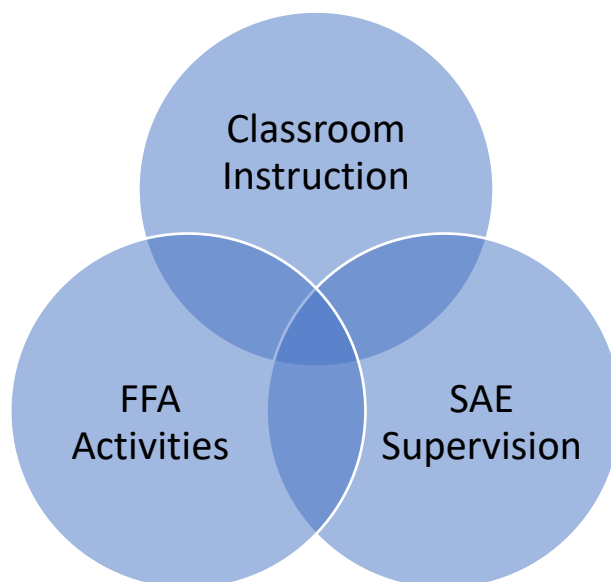 Classroom
Instruction
FFA
Activities
SAE
Supervision